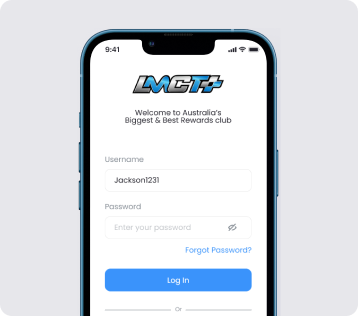 9:41
LMCT+
Welcome to Australia's
Biggest & Best Rewards club
Username
Jackson1231
Password
Enter your password
Forgot Password?
Log In
Or